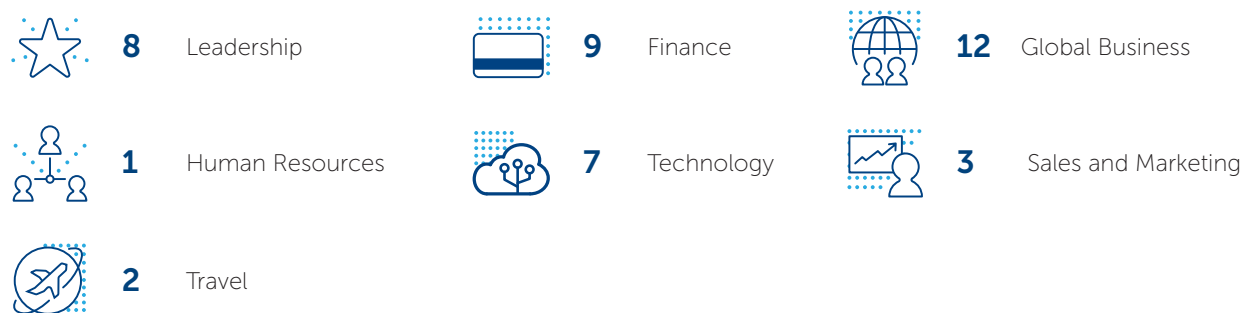 8 Leadership
9 Finance
12 Global Business
1 Human Resources
7 Technology
3 Sales and Marketing
2 Travel